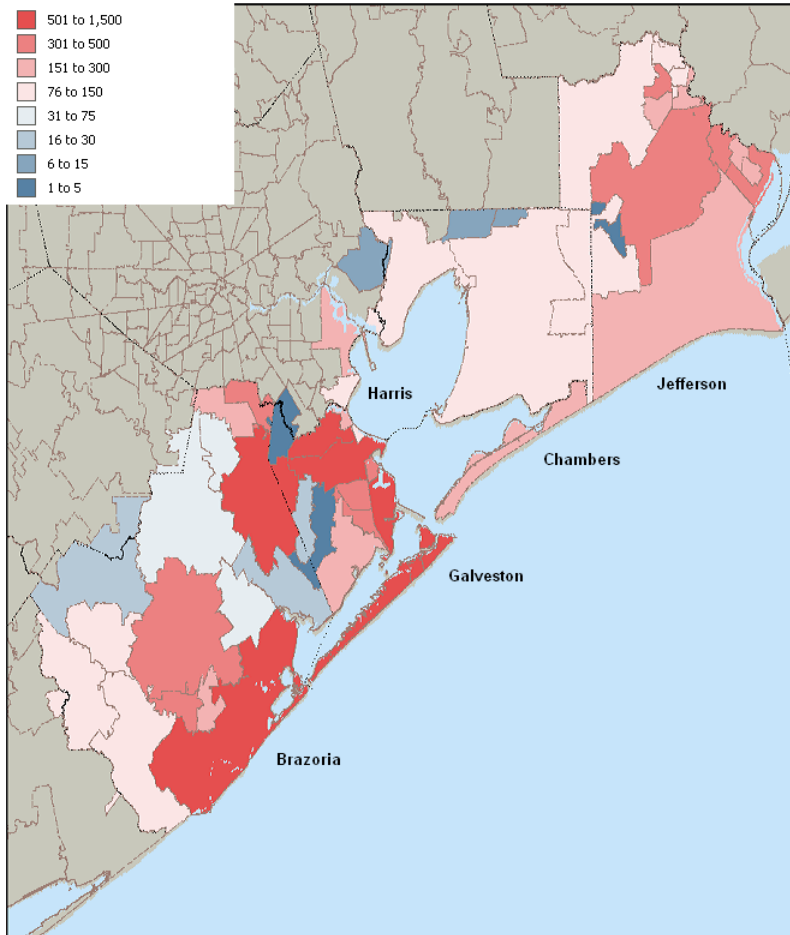 501 to 1,500
301 to 500
151 to 300
76 to 150
31 to 75
16 to 30
6 to 15
1 to 5
Harris
Jefferson
Chambers
Galveston
Brazoria